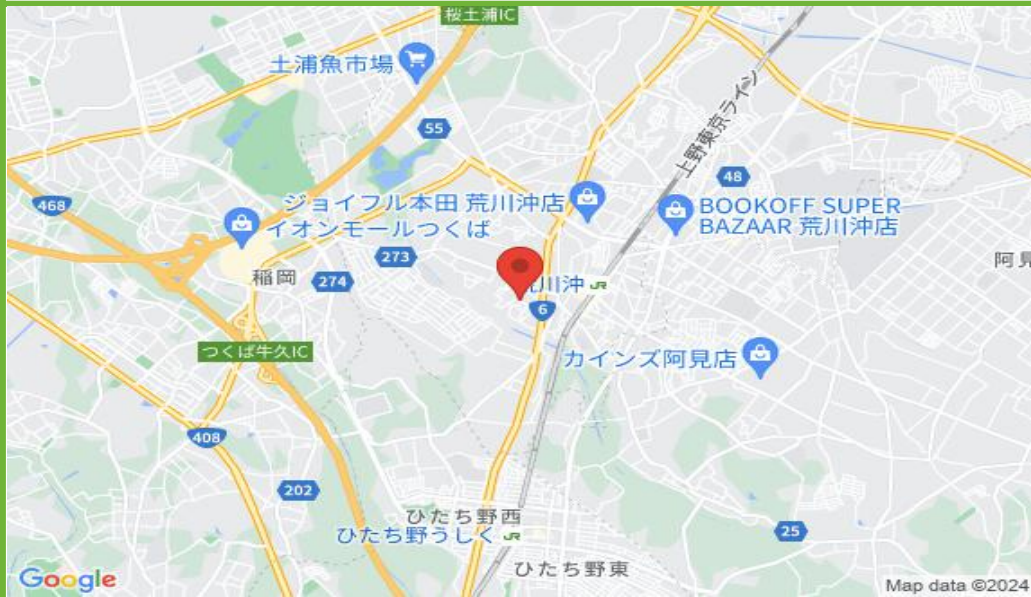 桜土浦IC
土浦魚市場
55
上野東京ライン
48
468
ジョイフル本田 荒川沖店
イオンモールつくば
BOOKOFF SUPER
BAZAAR 荒川沖店
273
稲岡
274
川沖 JR
6
つくば牛久IC
カインズ阿見店
408
202
ひたち野西
ひたち野うしく JR
25
ひたち野東
Google
Map data ©2024